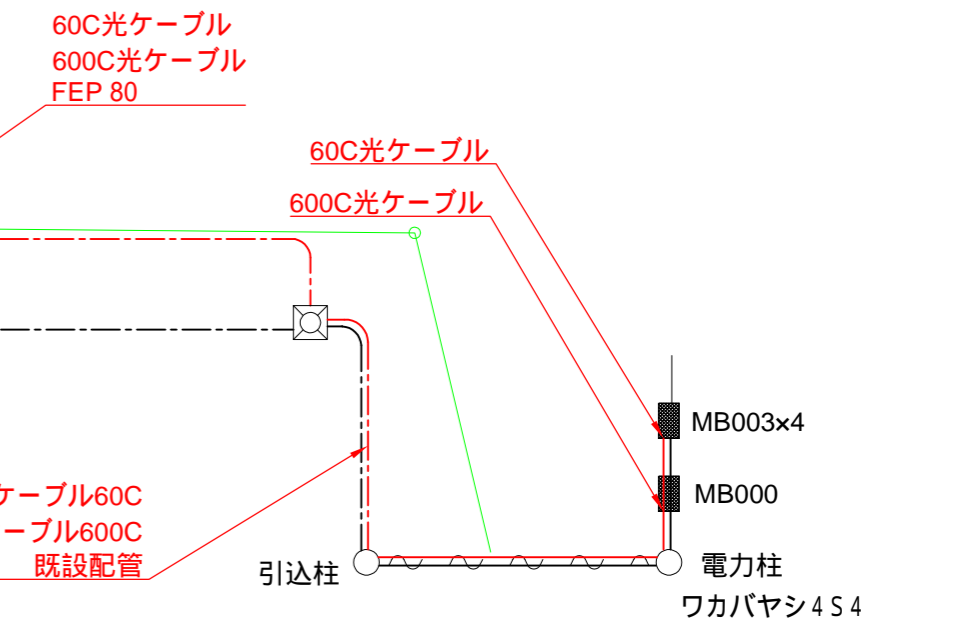 60C光ケーブル
600C光ケーブル
FEP 80
60C光ケーブル
600C光ケーブル
MB003×4
MB000
ケーブル60C
ーブル600C
既設配管
引込柱
電力柱
ワカバヤシ4S4